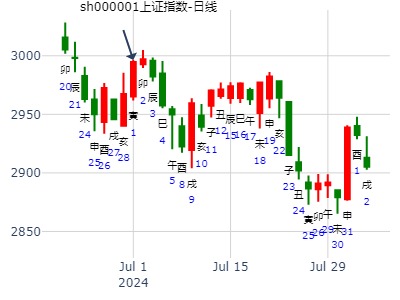 sh000001上证指数-日线
3000
2950
2900
2850
卯
20
辰
21
未
24
申
25
酉
26
戌
27
亥
28
寅
1
卯
2
辰
3
巳
4
午
5
酉
8
戌
9
亥
10
子
11
丑
12
辰
15
巳
16
午
17
未
18
申
19
亥
22
子
23
丑
24
寅
25
卯
26
午
29
未
30
申
31
酉
1
戌
2
Jul 1
2024
Jul 15
Jul 29